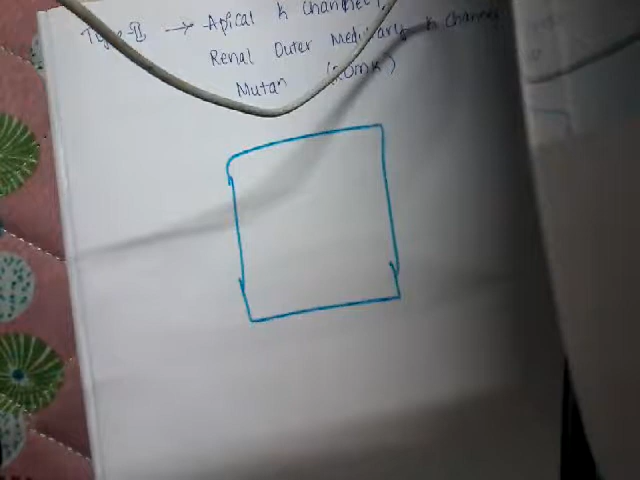 Type II → Apical K Channel,
Renal Outer Medullary K Channel
Mutan (ROMK)